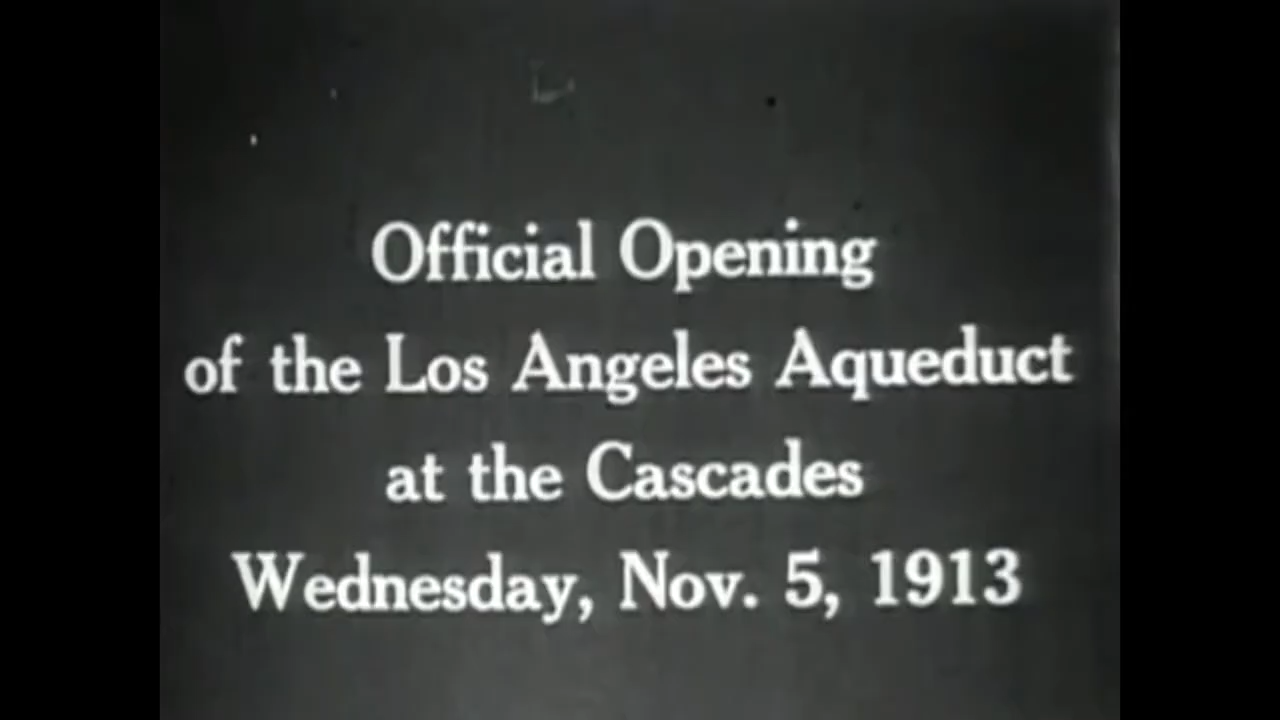 Official Opening
of the Los Angeles Aqueduct
at the Cascades
Wednesday, Nov. 5, 1913